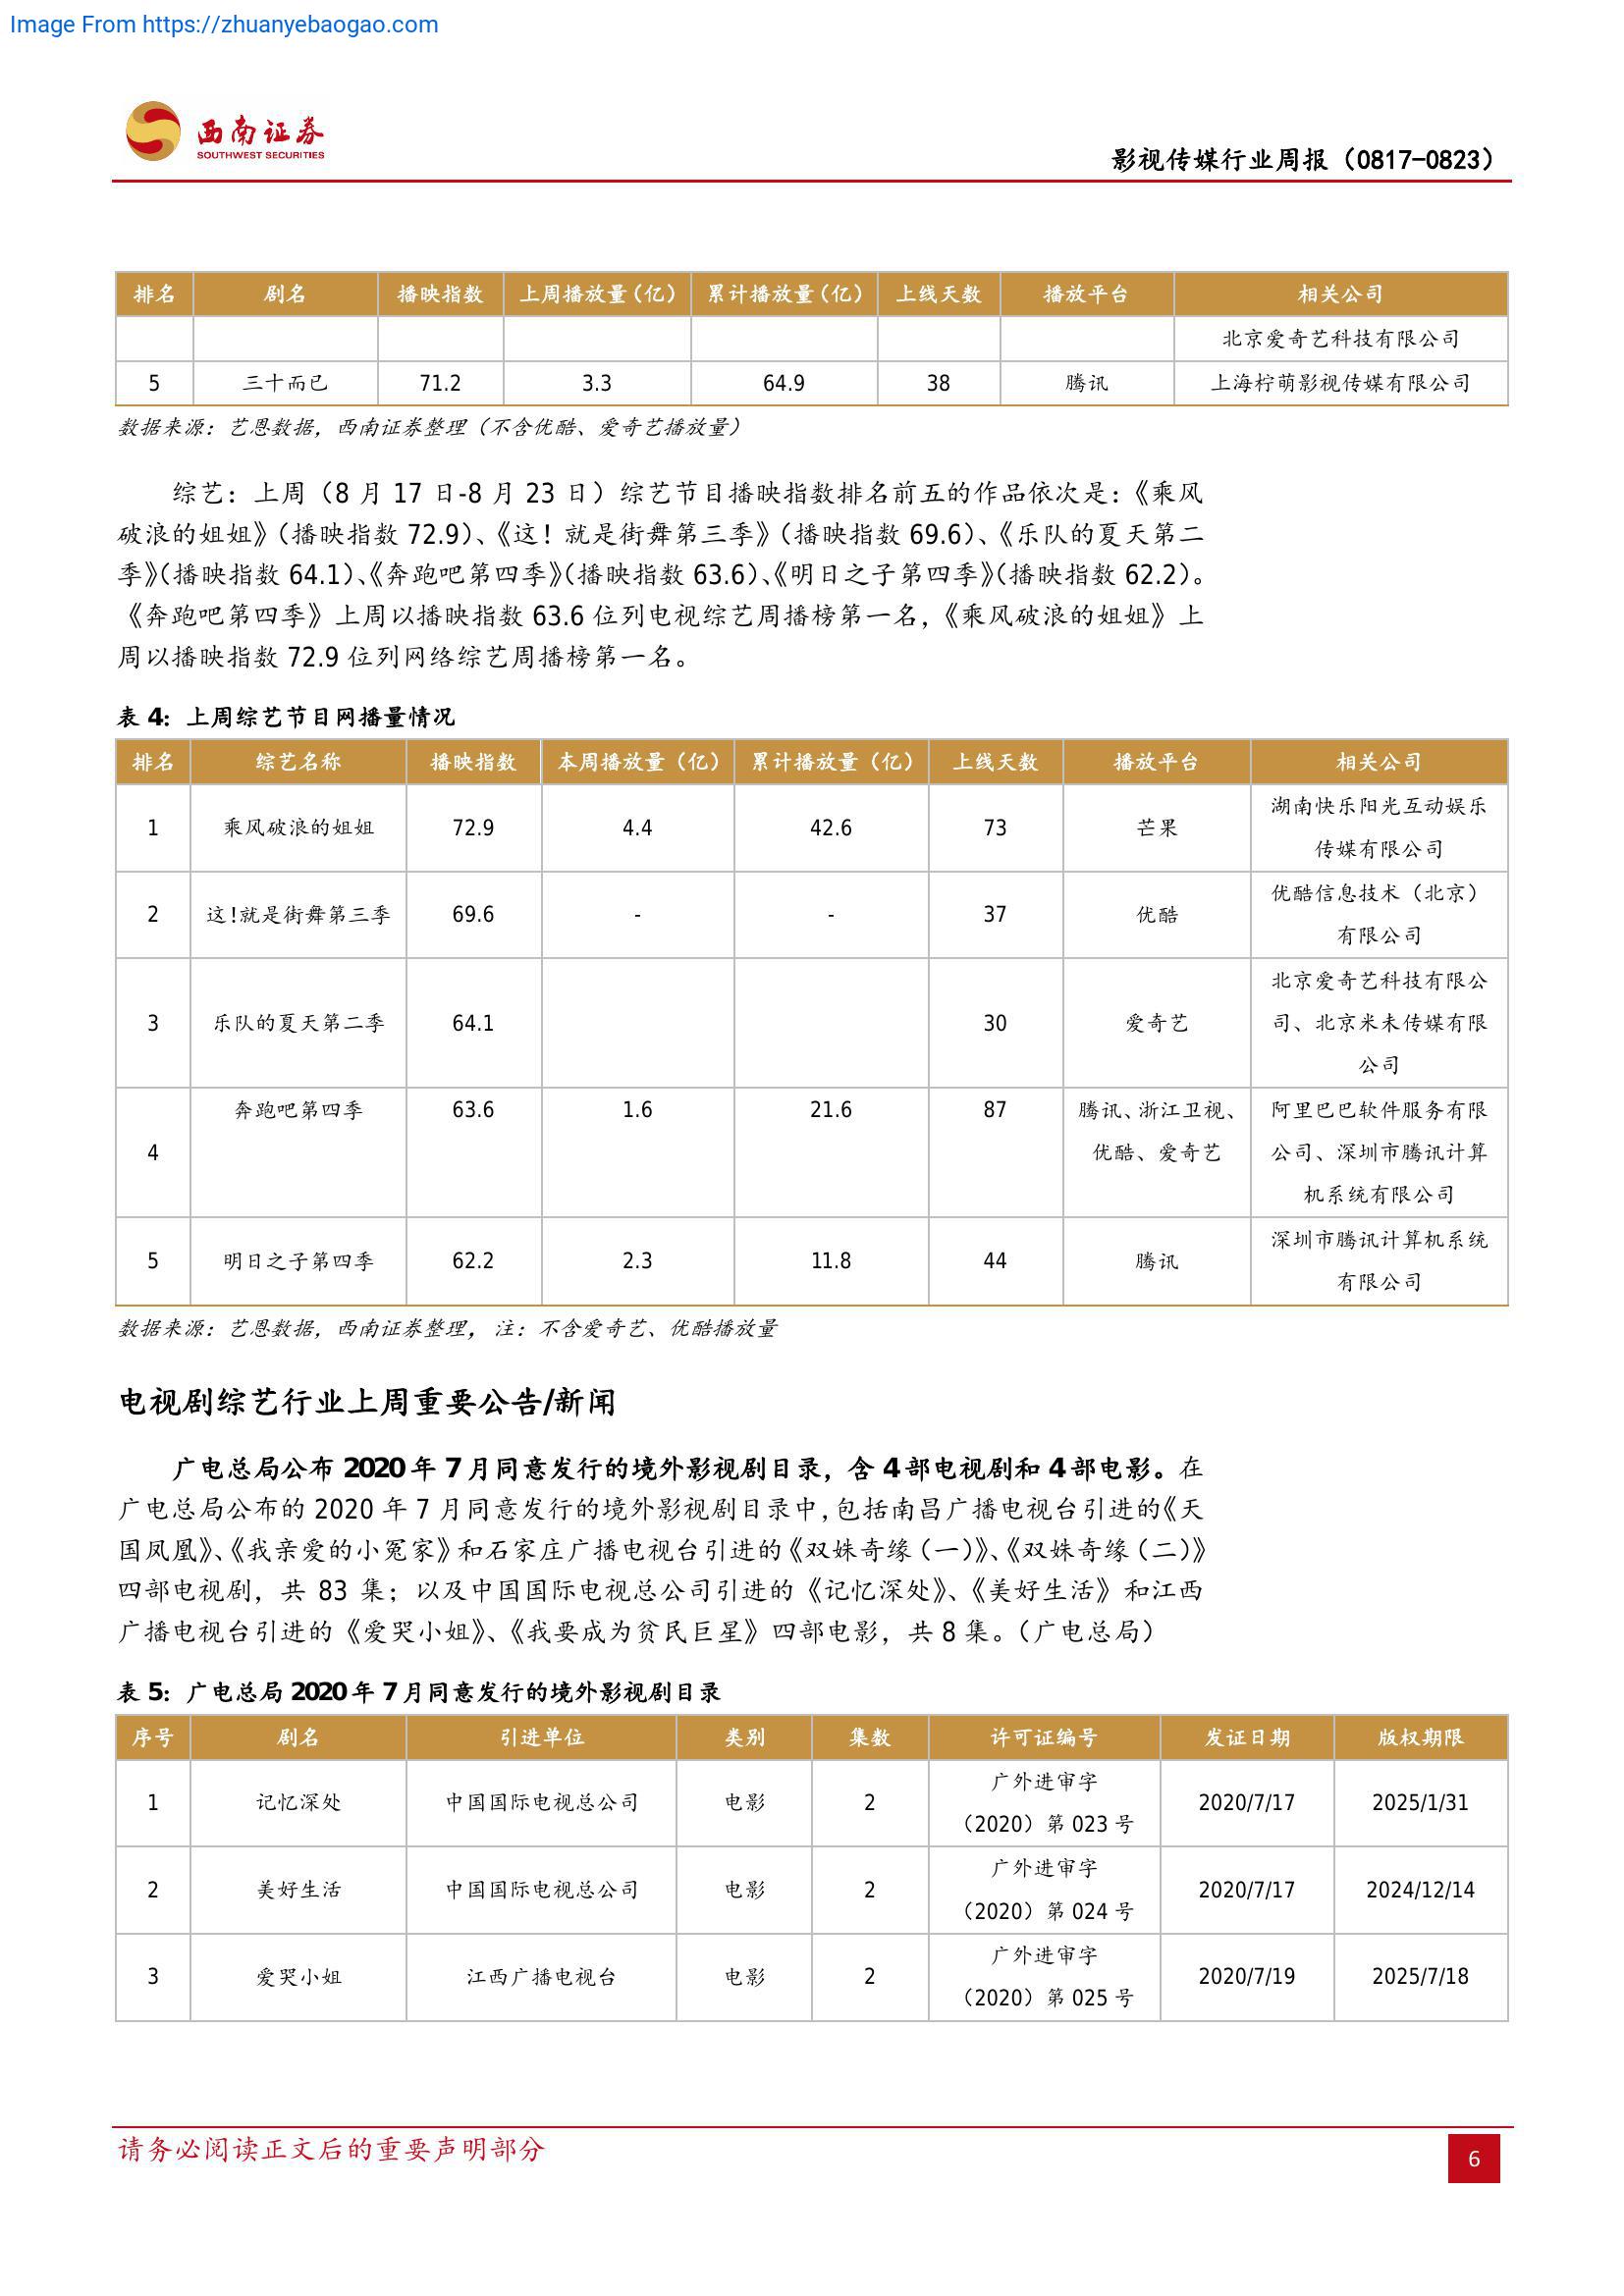 Image From https://zhuanyebaogao.com
西南证券
SOUTHWEST SECURITIES
影视传媒行业周报（0817-0823）
排名 剧名 播映指数 上周播放量（亿） 累计播放量（亿） 上线天数 播放平台 相关公司
北京爱奇艺科技有限公司
5 三十而已 71.2 3.3 64.9 38 腾讯 上海柠萌影视传媒有限公司
数据来源：艺恩数据，西南证券整理（不含优酷、爱奇艺播放量）
综艺：上周（8 月 17 日-8 月 23 日）综艺节目播映指数排名前五的作品依次是：《乘风
破浪的姐姐》（播映指数 72.9）、《这！就是街舞第三季》（播映指数 69.6）、《乐队的夏天第二
季》（播映指数 64.1）、《奔跑吧第四季》（播映指数 63.6）、《明日之子第四季》（播映指数 62.2）。
《奔跑吧第四季》上周以播映指数 63.6 位列电视综艺周播榜第一名，《乘风破浪的姐姐》上
周以播映指数 72.9 位列网络综艺周播榜第一名。
表 4：上周综艺节目网播量情况
排名 综艺名称 播映指数 本周播放量（亿） 累计播放量（亿） 上线天数 播放平台 相关公司
1 乘风破浪的姐姐 72.9 4.4 42.6 73 芒果 湖南快乐阳光互动娱乐
传媒有限公司
2 这!就是街舞第三季 69.6 - - 37 优酷 优酷信息技术（北京）
有限公司
北京爱奇艺科技有限公
3 乐队的夏天第二季 64.1 30 爱奇艺 司、北京米未传媒有限
公司
奔跑吧第四季 63.6 1.6 21.6 87 腾讯、浙江卫视、 阿里巴巴软件服务有限
4 优酷、爱奇艺 公司、深圳市腾讯计算
机系统有限公司
5 明日之子第四季 62.2 2.3 11.8 44 腾讯 深圳市腾讯计算机系统
有限公司
数据来源：艺恩数据，西南证券整理，注：不含爱奇艺、优酷播放量
电视剧综艺行业上周重要公告/新闻
广电总局公布 2020 年 7 月同意发行的境外影视剧目录，含 4 部电视剧和 4 部电影。在
广电总局公布的 2020 年 7 月同意发行的境外影视剧目录中，包括南昌广播电视台引进的《天
国凤凰》、《我亲爱的小冤家》和石家庄广播电视台引进的《双姝奇缘（一）》、《双姝奇缘（二）》
四部电视剧，共 83 集；以及中国国际电视总公司引进的《记忆深处》、《美好生活》和江西
广播电视台引进的《爱哭小姐》、《我要成为贫民巨星》四部电影，共 8 集。（广电总局）
表 5：广电总局 2020 年 7 月同意发行的境外影视剧目录
序号 剧名 引进单位 类别 集数 许可证编号 发证日期 版权期限
1 记忆深处 中国国际电视总公司 电影 2 广外进审字 2020/7/17 2025/1/31
（2020）第 023 号
2 美好生活 中国国际电视总公司 电影 2 广外进审字 2020/7/17 2024/12/14
（2020）第 024 号
3 爱哭小姐 江西广播电视台 电影 2 广外进审字 2020/7/19 2025/7/18
（2020）第 025 号
请务必阅读正文后的重要声明部分
6